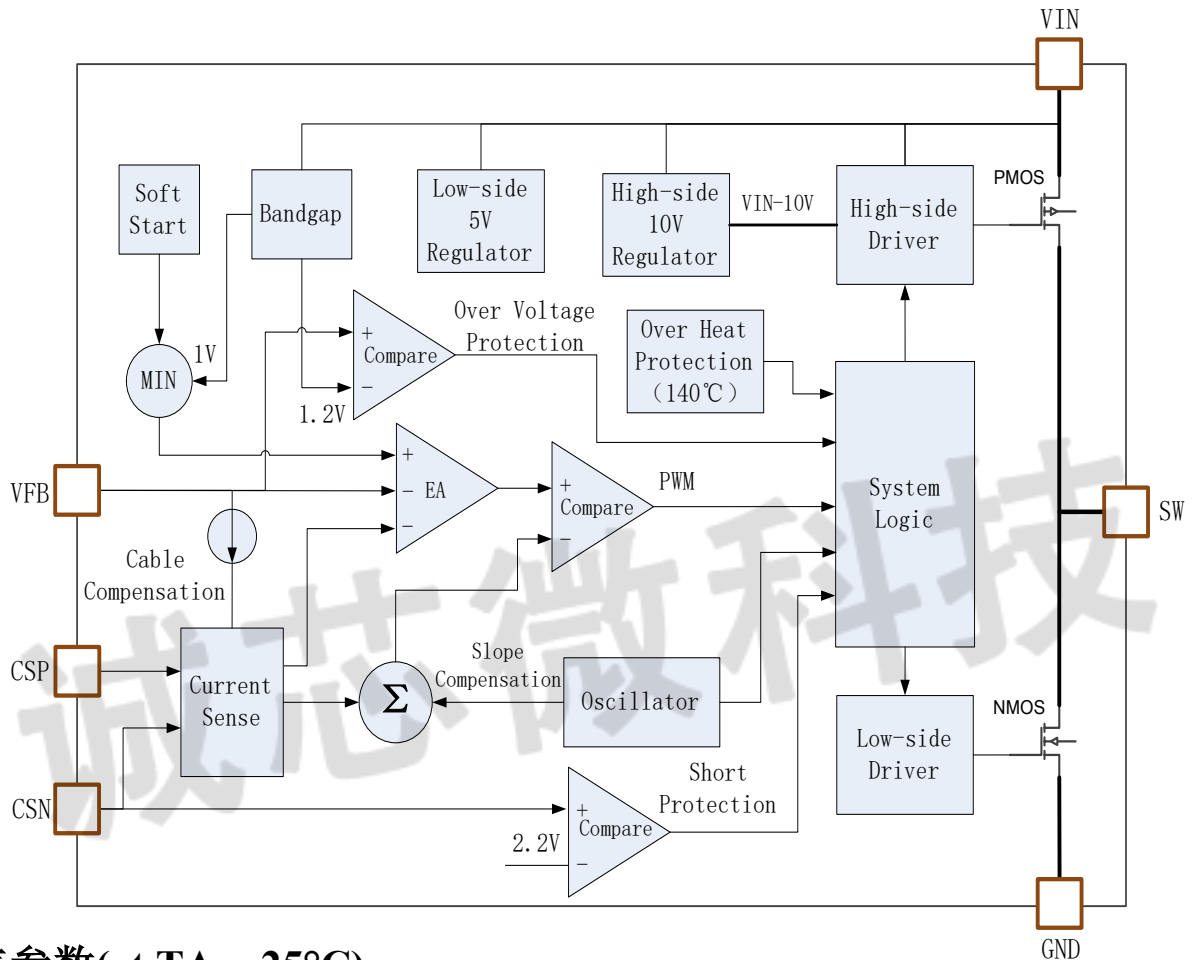 VIN
PMOS
Soft
Start
Bandgap
Low-side
5V
Regulator
High-side
10V
Regulator
VIN-10V
High-side
Driver
Over Voltage
Protection
Over Heat
Protection
(140℃)
+
Compare
−
1V
MIN
1.2V
VFB
+
− EA
−
+
Compare
−
PWM
System
Logic
SW
Cable
Compensation
CSP
Current
Sense
Σ
Slope
Compensation
Oscillator
NMOS
Low-side
Driver
CSN
Short
Protection
+
Compare
−
2.2V
GND
诚芯微科技
参数(
25°C)